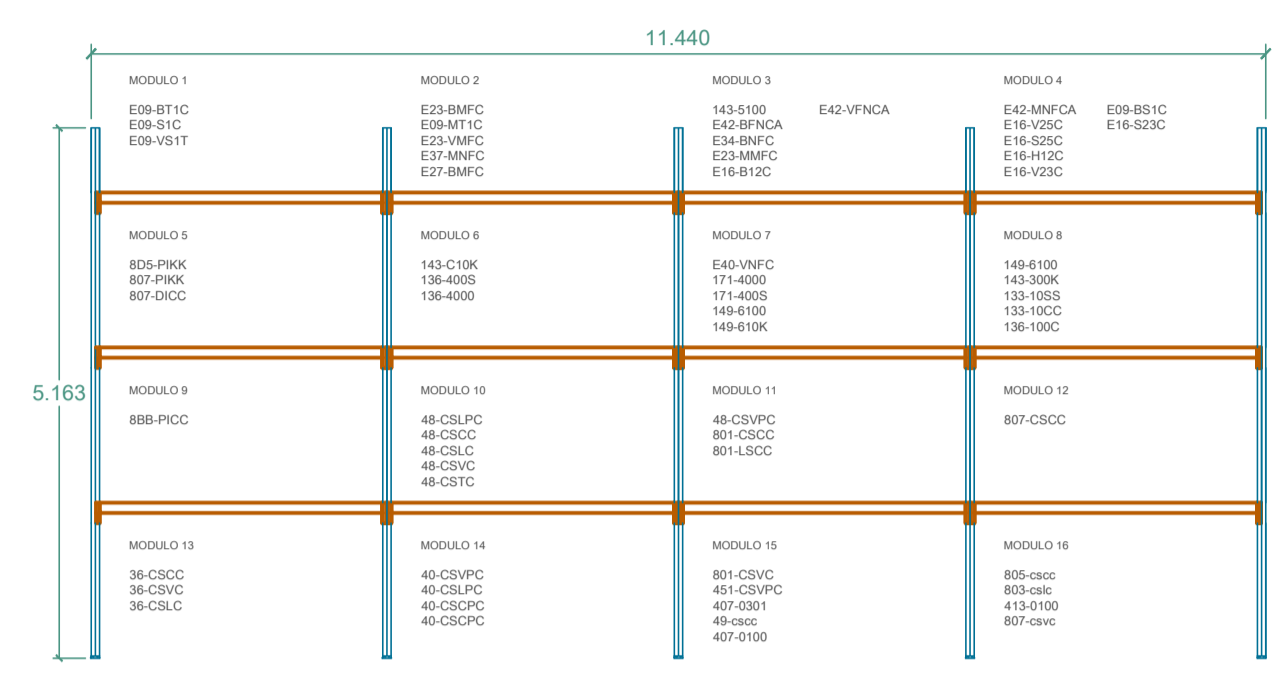 11.440
MODULO 1
E09-BT1C
E09-S1C
E09-VS1T
MODULO 2
E23-BMFC
E09-MT1C
E23-VMFC
E37-MNFC
E27-BMFC
MODULO 3
143-5100 E42-VFNCA
E42-BFNCA
E34-BNFC
E23-MMFC
E16-B12C
MODULO 4
E42-MNFCA E09-BS1C
E16-V25C E16-S23C
E16-S25C
E16-H12C
E16-V23C
5.163
MODULO 5
8D5-PIKK
807-PIKK
807-DICC
MODULO 6
143-C10K
136-400S
136-4000
MODULO 7
E40-VNFC
171-4000
171-400S
149-6100
149-610K
MODULO 8
149-6100
143-300K
133-10SS
133-10CC
136-100C
MODULO 9
8BB-PICC
MODULO 10
48-CSLPC
48-CSCC
48-CSLC
48-CSVC
48-CSTC
MODULO 11
48-CSVPC
801-CSCC
801-LSCC
MODULO 12
807-CSCC
MODULO 13
36-CSCC
36-CSVC
36-CSLC
MODULO 14
40-CSVPC
40-CSLPC
40-CSCPC
40-CSCPC
MODULO 15
801-CSVC
451-CSVPC
407-0301
49-cscc
407-0100
MODULO 16
805-cscc
803-cslc
413-0100
807-csvc